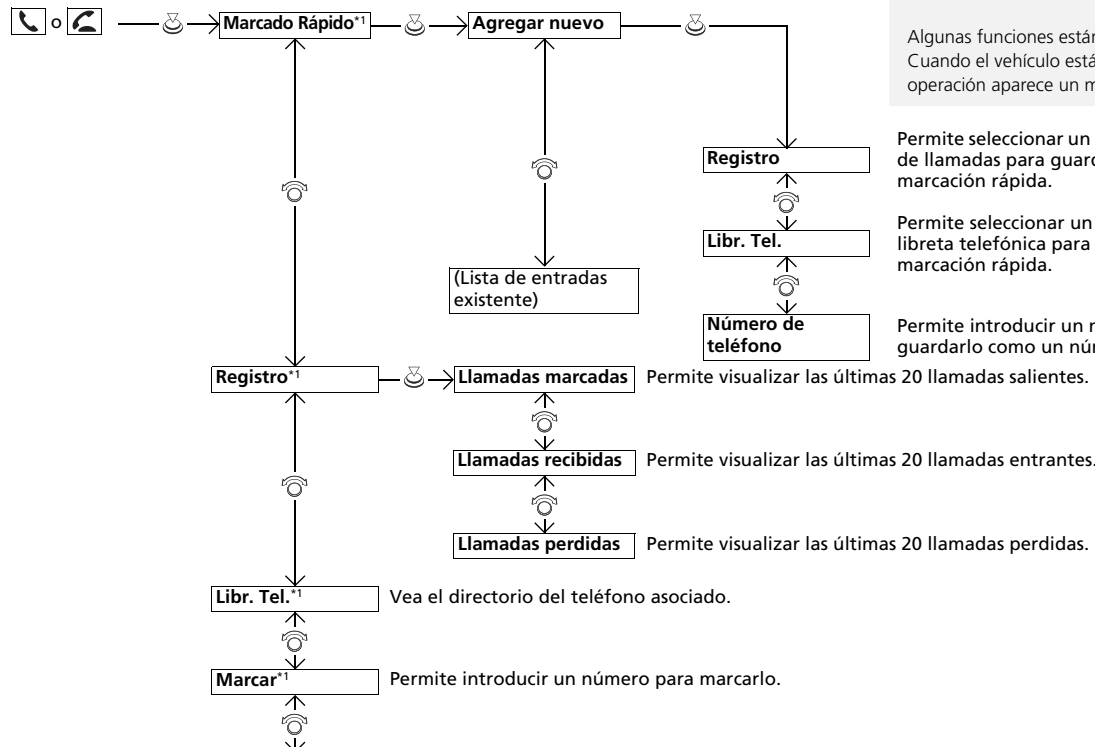 o
Marcado Rápido*1
Agregar nuevo
Algunas funciones están
Cuando el vehículo está
operación aparece un
Registro
Permite seleccionar un
de llamadas para
marcación rápida.
Libr. Tel.
Permite seleccionar un
libreta telefónica para
marcación rápida.
(Lista de entradas
existente)
Número de
teléfono
Permite introducir un
guardarlo como un
Registro*1
Llamadas marcadas
Permite visualizar las últimas 20 llamadas salientes.
Llamadas recibidas
Permite visualizar las últimas 20 llamadas entrantes.
Llamadas perdidas
Permite visualizar las últimas 20 llamadas perdidas.
Libr. Tel.*1
Vea el directorio del teléfono asociado.
Marcar*1
Permite introducir un número para marcarlo.